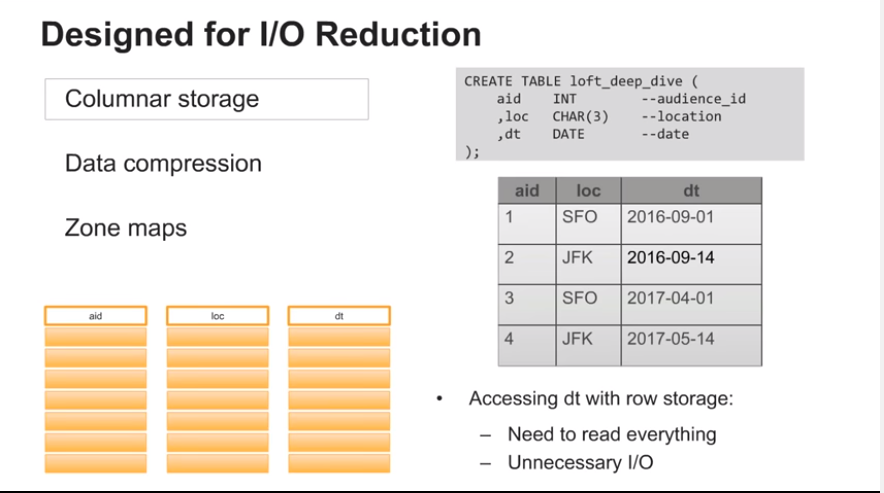 Designed for I/O Reduction
Columnar storage
Data compression
Zone maps
aid loc dt
CREATE TABLE loft_deep_dive (
aid INT --audience_id
,loc CHAR(3) --location
,dt DATE --date
);
aid loc dt
1 SFO 2016-09-01
2 JFK 2016-09-14
3 SFO 2017-04-01
4 JFK 2017-05-14
• Accessing dt with row storage:
– Need to read everything
– Unnecessary I/O